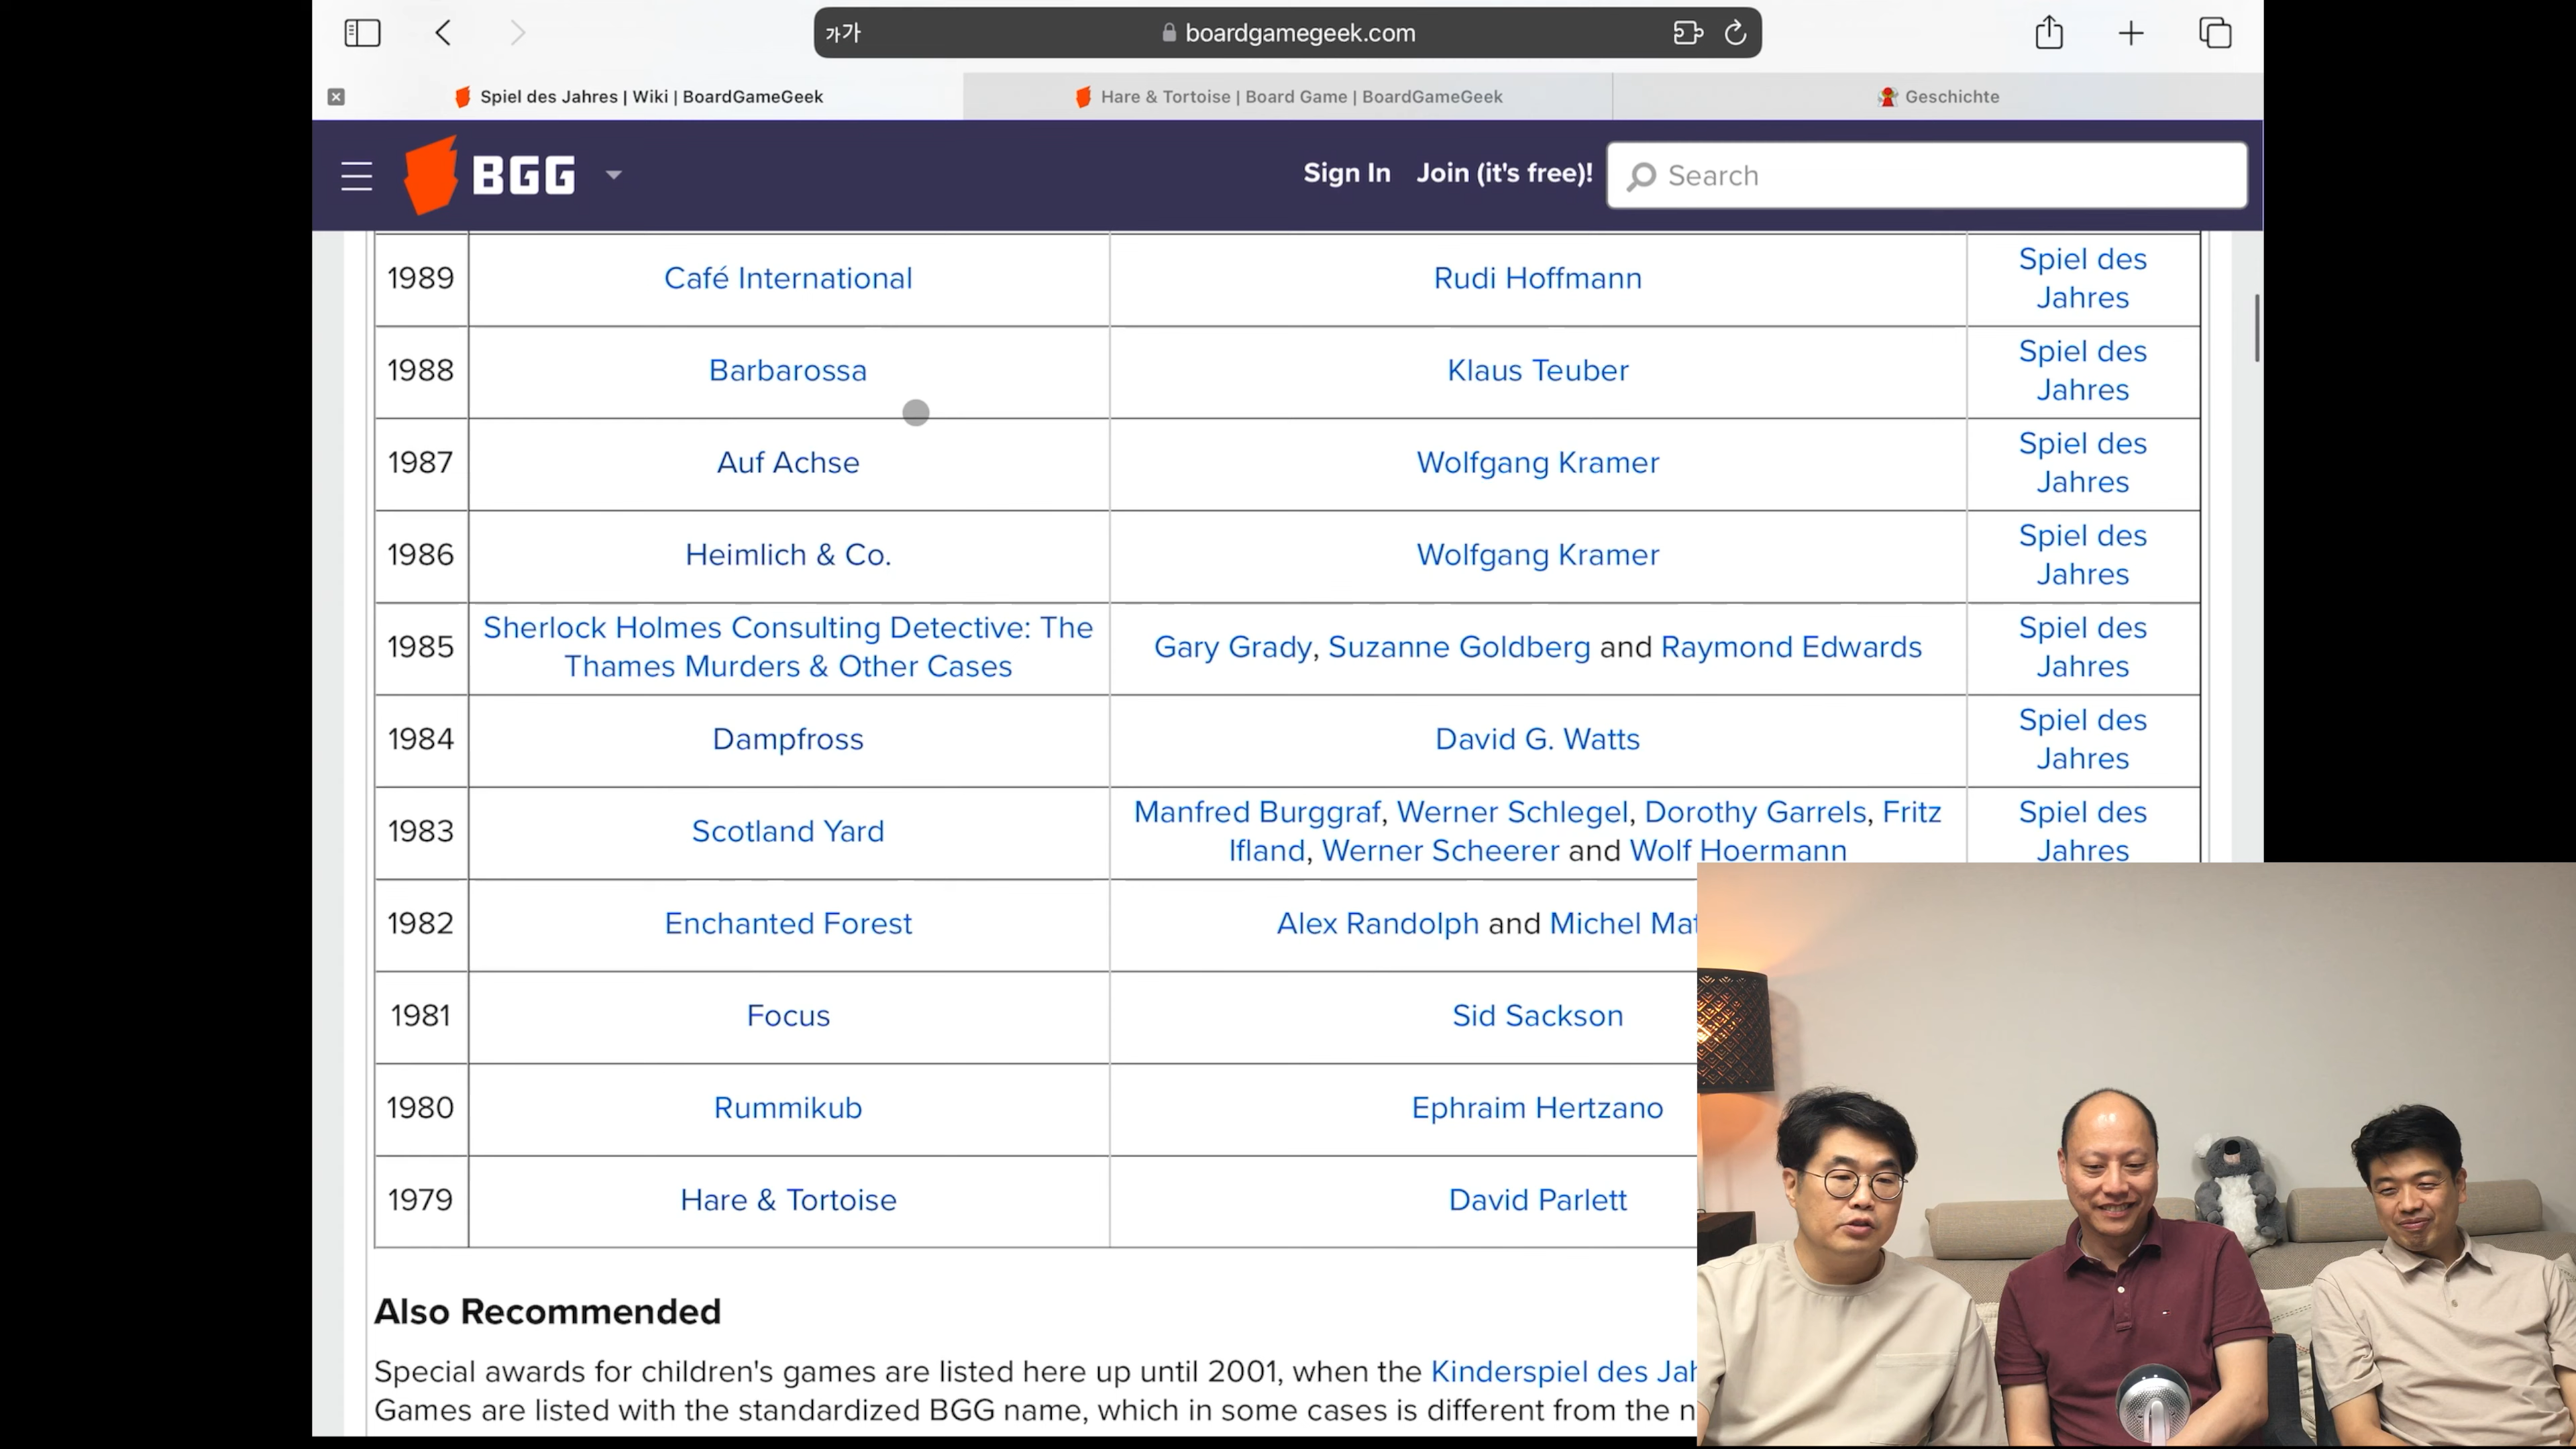 가가
boardgamegeek.com
Spiel des Jahres | Wiki | BoardGameGeek
Hare & Tortoise | Board Game | BoardGameGeek
Geschichte
BGG
Sign In
Join (it's free)!
Search
1989 Café International Rudi Hoffmann Spiel des
Jahres
1988 Barbarossa Klaus Teuber Spiel des
Jahres
1987 Auf Achse Wolfgang Kramer Spiel des
Jahres
1986 Heimlich & Co. Wolfgang Kramer Spiel des
Jahres
1985 Sherlock Holmes Consulting Detective: The
Thames Murders & Other Cases
Gary Grady, Suzanne Goldberg and Raymond Edwards
Spiel des
Jahres
1984 Dampfross David G. Watts Spiel des
Jahres
1983 Scotland Yard
Manfred Burggraf, Werner Schlegel, Dorothy Garrels, Fritz
Ifland, Werner Scheerer and Wolf Hoermann
Spiel des
Jahres
1982 Enchanted Forest Alex Randolph and Michel
1981 Focus Sid Sackson
1980 Rummikub Ephraim Hertzano
1979 Hare & Tortoise David Parlett
Also Recommended
Special awards for children's games are listed here up until 2001, when the Kinderspiel des
Games are listed with the standardized BGG name, which in some cases is different from the